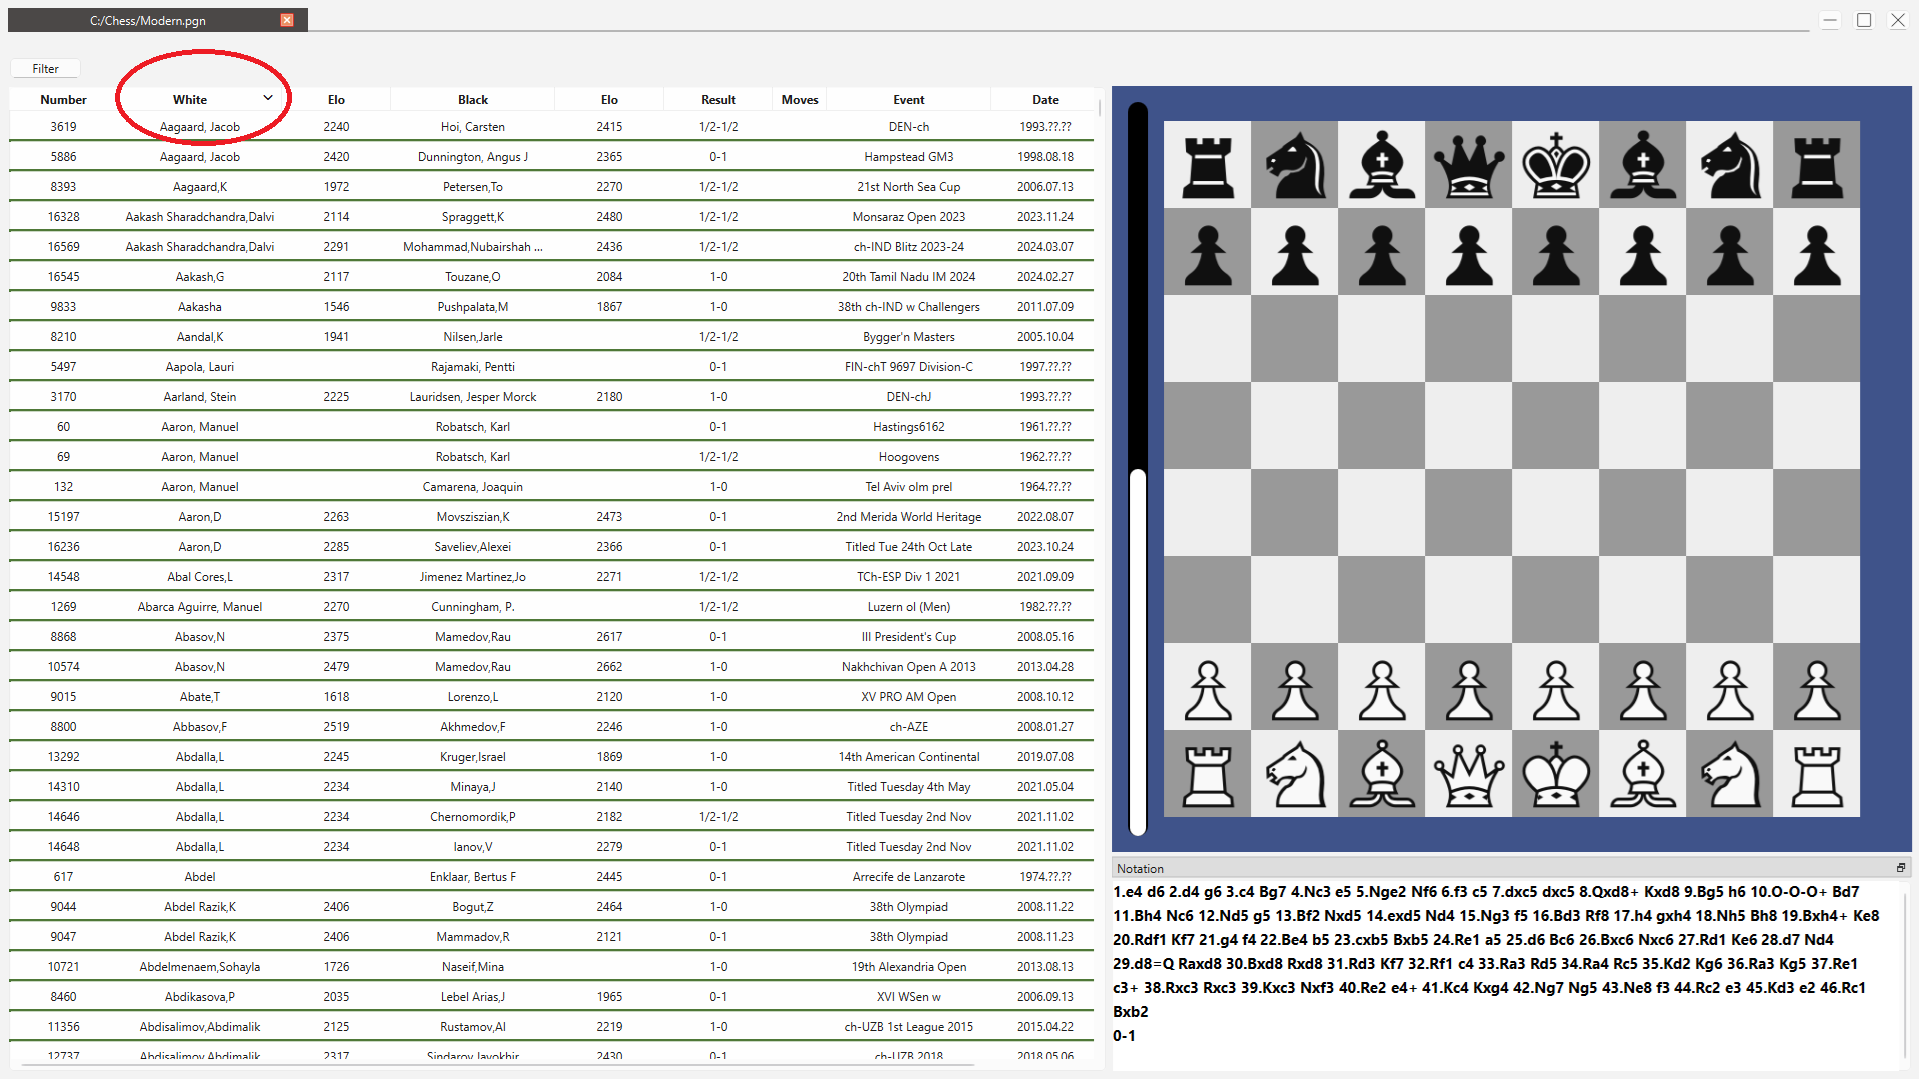 C:/Chess/Modern.pgn
Filter
Number White Elo Black Elo Result Moves Event Date
3619 Aagaard, Jacob 2240 Hoi, Carsten 2415 1/2-1/2 DEN-ch 1993.??.??
5886 Aagaard, Jacob 2420 Dunnington, Angus J 2365 0-1 Hampstead GM3 1998.08.18
8393 Aagaard,K 1972 Petersen,To 2270 1/2-1/2 21st North Sea Cup 2006.07.13
16328 Aakash Sharadchandra,Dalvi 2114 Spraggett,K 2480 1/2-1/2 Monsaraz Open 2023 2023.11.24
16569 Aakash Sharadchandra,Dalvi 2291 Mohammad,Nubairshah ... 2436 1/2-1/2 ch-IND Blitz 2023-24 2024.03.07
16545 Aakash,G 2117 Touzane,O 2084 1-0 20th Tamil Nadu IM 2024 2024.02.27
9833 Aakasha 1546 Pushpalata,M 1867 1-0 38th ch-IND w Challengers 2011.07.09
8210 Aandal,K 1941 Nilsen,Jarle 1/2-1/2 Bygger'n Masters 2005.10.04
5497 Aapola, Lauri Rajamaki, Pentti 0-1 FIN-chT 9697 Division-C 1997.??.??
3170 Aarland, Stein 2225 Lauridsen, Jesper Morck 2180 1-0 DEN-chJ 1993.??.??
60 Aaron, Manuel Robatsch, Karl 0-1 Hastings6162 1961.??.??
69 Aaron, Manuel Robatsch, Karl 1/2-1/2 Hoogovens 1962.??.??
132 Aaron, Manuel Camarena, Joaquin 1-0 Tel Aviv olm prel 1964.??.??
15197 Aaron,D 2263 Movsziszian,K 2473 0-1 2nd Merida World Heritage 2022.08.07
16236 Aaron,D 2285 Saveliev,Alexei 2366 0-1 Titled Tue 24th Oct Late 2023.10.24
14548 Abal Cores,L 2317 Jimenez Martinez,Jo 2271 1/2-1/2 TCh-ESP Div 1 2021 2021.09.09
1269 Abarca Aguirre, Manuel 2270 Cunningham, P. 1/2-1/2 Luzern ol (Men) 1982.??.??
8868 Abasov,N 2375 Mamedov,Rau 2617 0-1 III President's Cup 2008.05.16
10574 Abasov,N 2479 Mamedov,Rau 2662 1-0 Nakhchivan Open A 2013 2013.04.28
9015 Abate,T 1618 Lorenzo,L 2120 1-0 XV PRO AM Open 2008.10.12
8800 Abbasov,F 2519 Akhmedov,F 2246 1-0 ch-AZE 2008.01.27
13292 Abdalla,L 2245 Kruger,Israel 1869 1-0 14th American Continental 2019.07.08
14310 Abdalla,L 2234 Minaya,J 2140 1-0 Titled Tuesday 4th May 2021.05.04
14646 Abdalla,L 2234 Chernomordik,P 2182 1/2-1/2 Titled Tuesday 2nd Nov 2021.11.02
14648 Abdalla,L 2234 Ianov,V 2279 0-1 Titled Tuesday 2nd Nov 2021.11.02
617 Abdel Enklaar, Bertus F 2445 0-1 Arrecife de Lanzarote 1974.??.??
9044 Abdel Razik,K 2406 Bogut,Z 2464 1-0 38th Olympiad 2008.11.22
9047 Abdel Razik,K 2406 Mammadov,R 2121 0-1 38th Olympiad 2008.11.23
10721 Abdelmenaem,Sohayla 1726 Naseif,Mina 1-0 19th Alexandria Open 2013.08.13
8460 Abdikasova,P 2035 Lebel Arias,J 1965 0-1 XVI WSen w 2006.09.13
11356 Abdisalimov,Abdimalik 2125 Rustamov,Al 2219 1-0 ch-UZB 1st League 2015 2015.04.22
12737 Abdisalimov,Abdimalik 2317 Sindarov,Javokhir 2430 0-1 ch-UZB 2018 2018.05.06
Notation
1.e4 d6 2.d4 g6 3.c4 Bg7 4.Nc3 e5 5.Nge2 Nf6 6.f3 c5 7.dxc5 dxc5 8.Qxd8+ Kxd8 9.Bg5 h6 10.O-O-O+ Bd7
11.Bh4 Nc6 12.Nd5 g5 13.Bf2 Nxd5 14.exd5 Nd4 15.Ng3 f5 16.Bd3 Rf8 17.h4 gxh4 18.Nh5 Bh8 19.Bxh4+ Ke8
20.Rdf1 Kf7 21.g4 f4 22.Be4 b5 23.cxb5 Bxb5 24.Re1 a5 25.d6 Bc6 26.Bxc6 Nxc6 27.Rd1 Ke6 28.d7 Nd4
29.d8=Q Raxd8 30.Bxd8 Rxd8 31.Rd3 Kf7 32.Rf1 c4 33.Ra3 Rd5 34.Ra4 Rc5 35.Kd2 Kg6 36.Ra3 Kg5 37.Re1
c3+ 38.Rxc3 Rxc3 39.Kxc3 Nxf3 40.Re2 e4+ 41.Kc4 Kxg4 42.Ng7 Ng5 43.Ne8 f3 44.Rc2 e3 45.Kd3 e2 46.Rc1
Bxb2
0-1